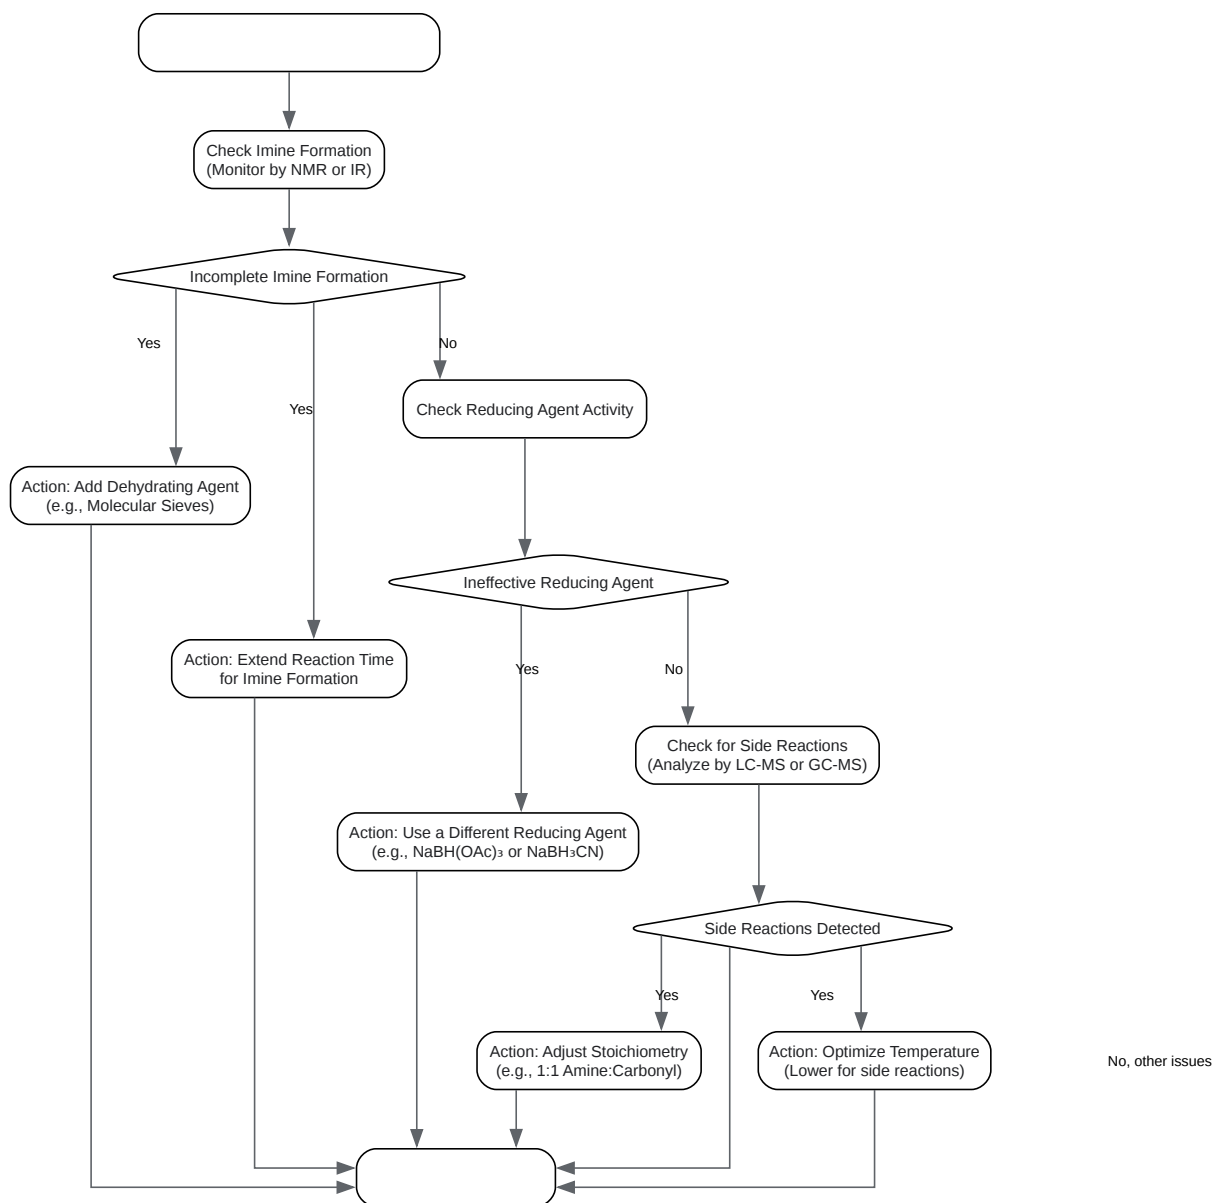 Check Imine Formation
(Monitor by NMR or IR)
Incomplete Imine Formation
Yes
No
Yes
Check Reducing Agent Activity
Action: Add Dehydrating Agent
(e.g., Molecular Sieves)
Ineffective Reducing Agent
Action: Extend Reaction Time
for Imine Formation
Yes
No
Check for Side Reactions
(Analyze by LC-MS or GC-MS)
Action: Use a Different Reducing Agent
(e.g., NaBH(OAc)₃ or NaBH₃CN)
Side Reactions Detected
Yes
Yes
Action: Adjust Stoichiometry
(e.g., 1:1 Amine:Carbonyl)
Action: Optimize Temperature
(Lower for side reactions)
No, other issues